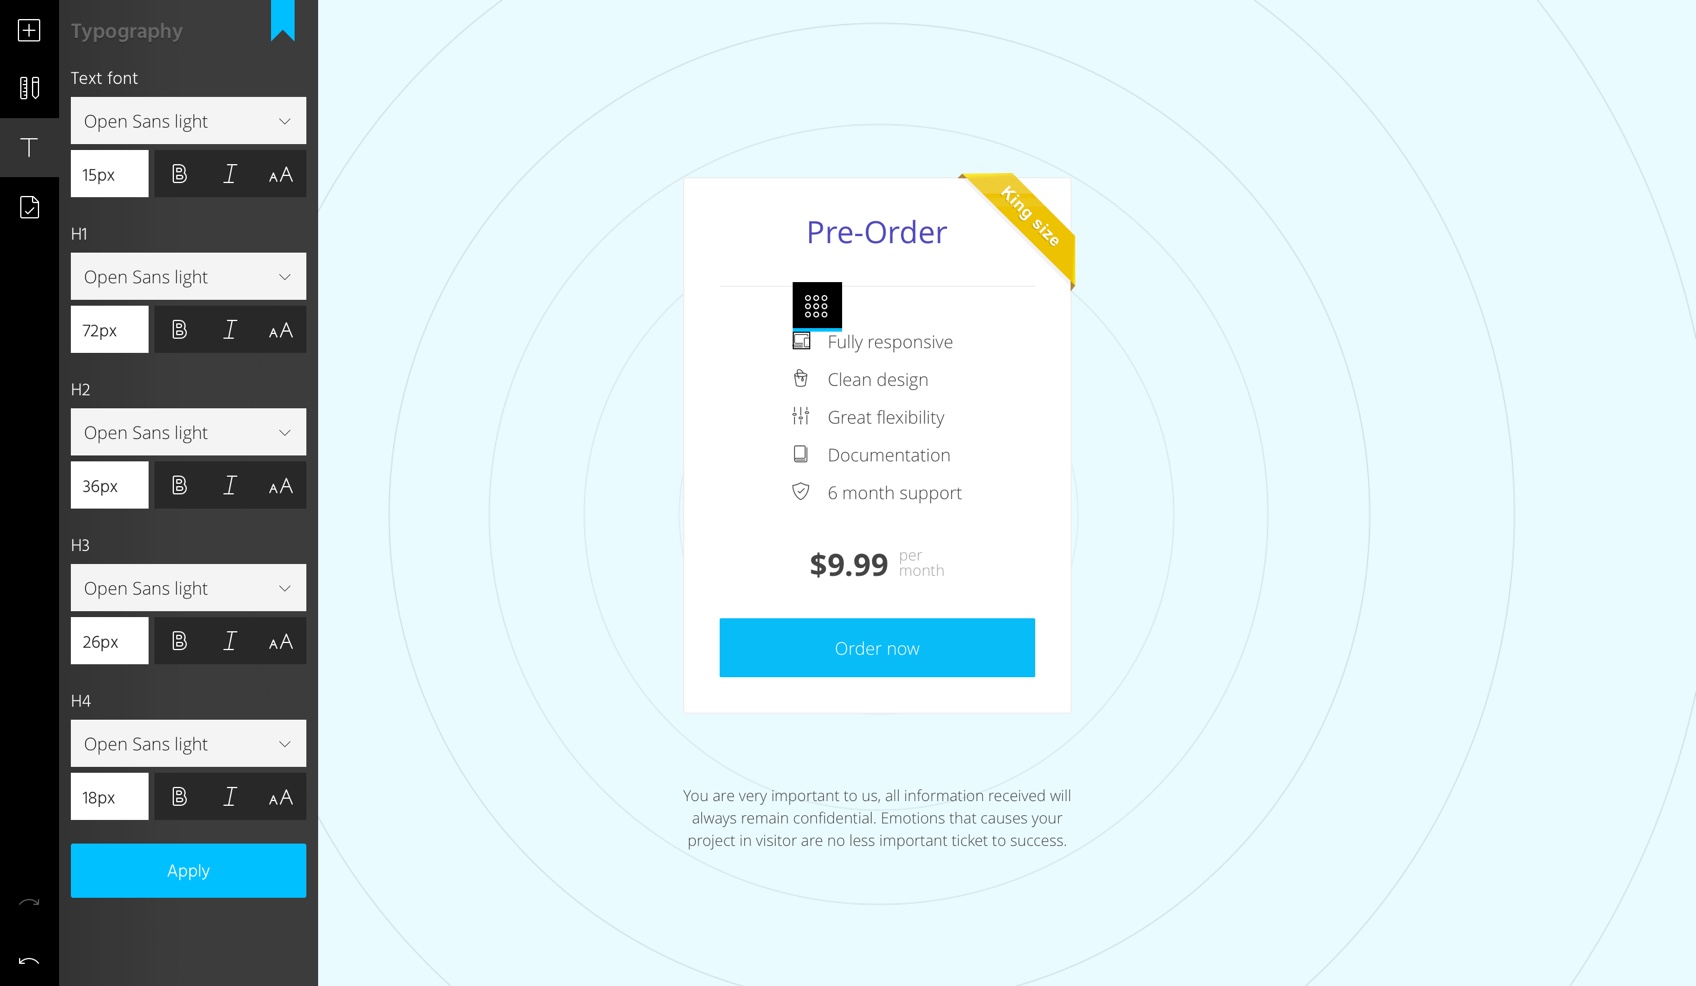 Typography
Text font
Open Sans light
15px
H1
Open Sans light
72px
H2
Open Sans light
36px
H3
Open Sans light
26px
H4
Open Sans light
18px
Apply
King size
Pre-Order
Fully responsive
Clean design
Great flexibility
Documentation
6 month support
$9.99 per
month
Order now
You are very important to us, all information received will
always remain confidential. Emotions that causes your
project in visitor are no less important ticket to success.